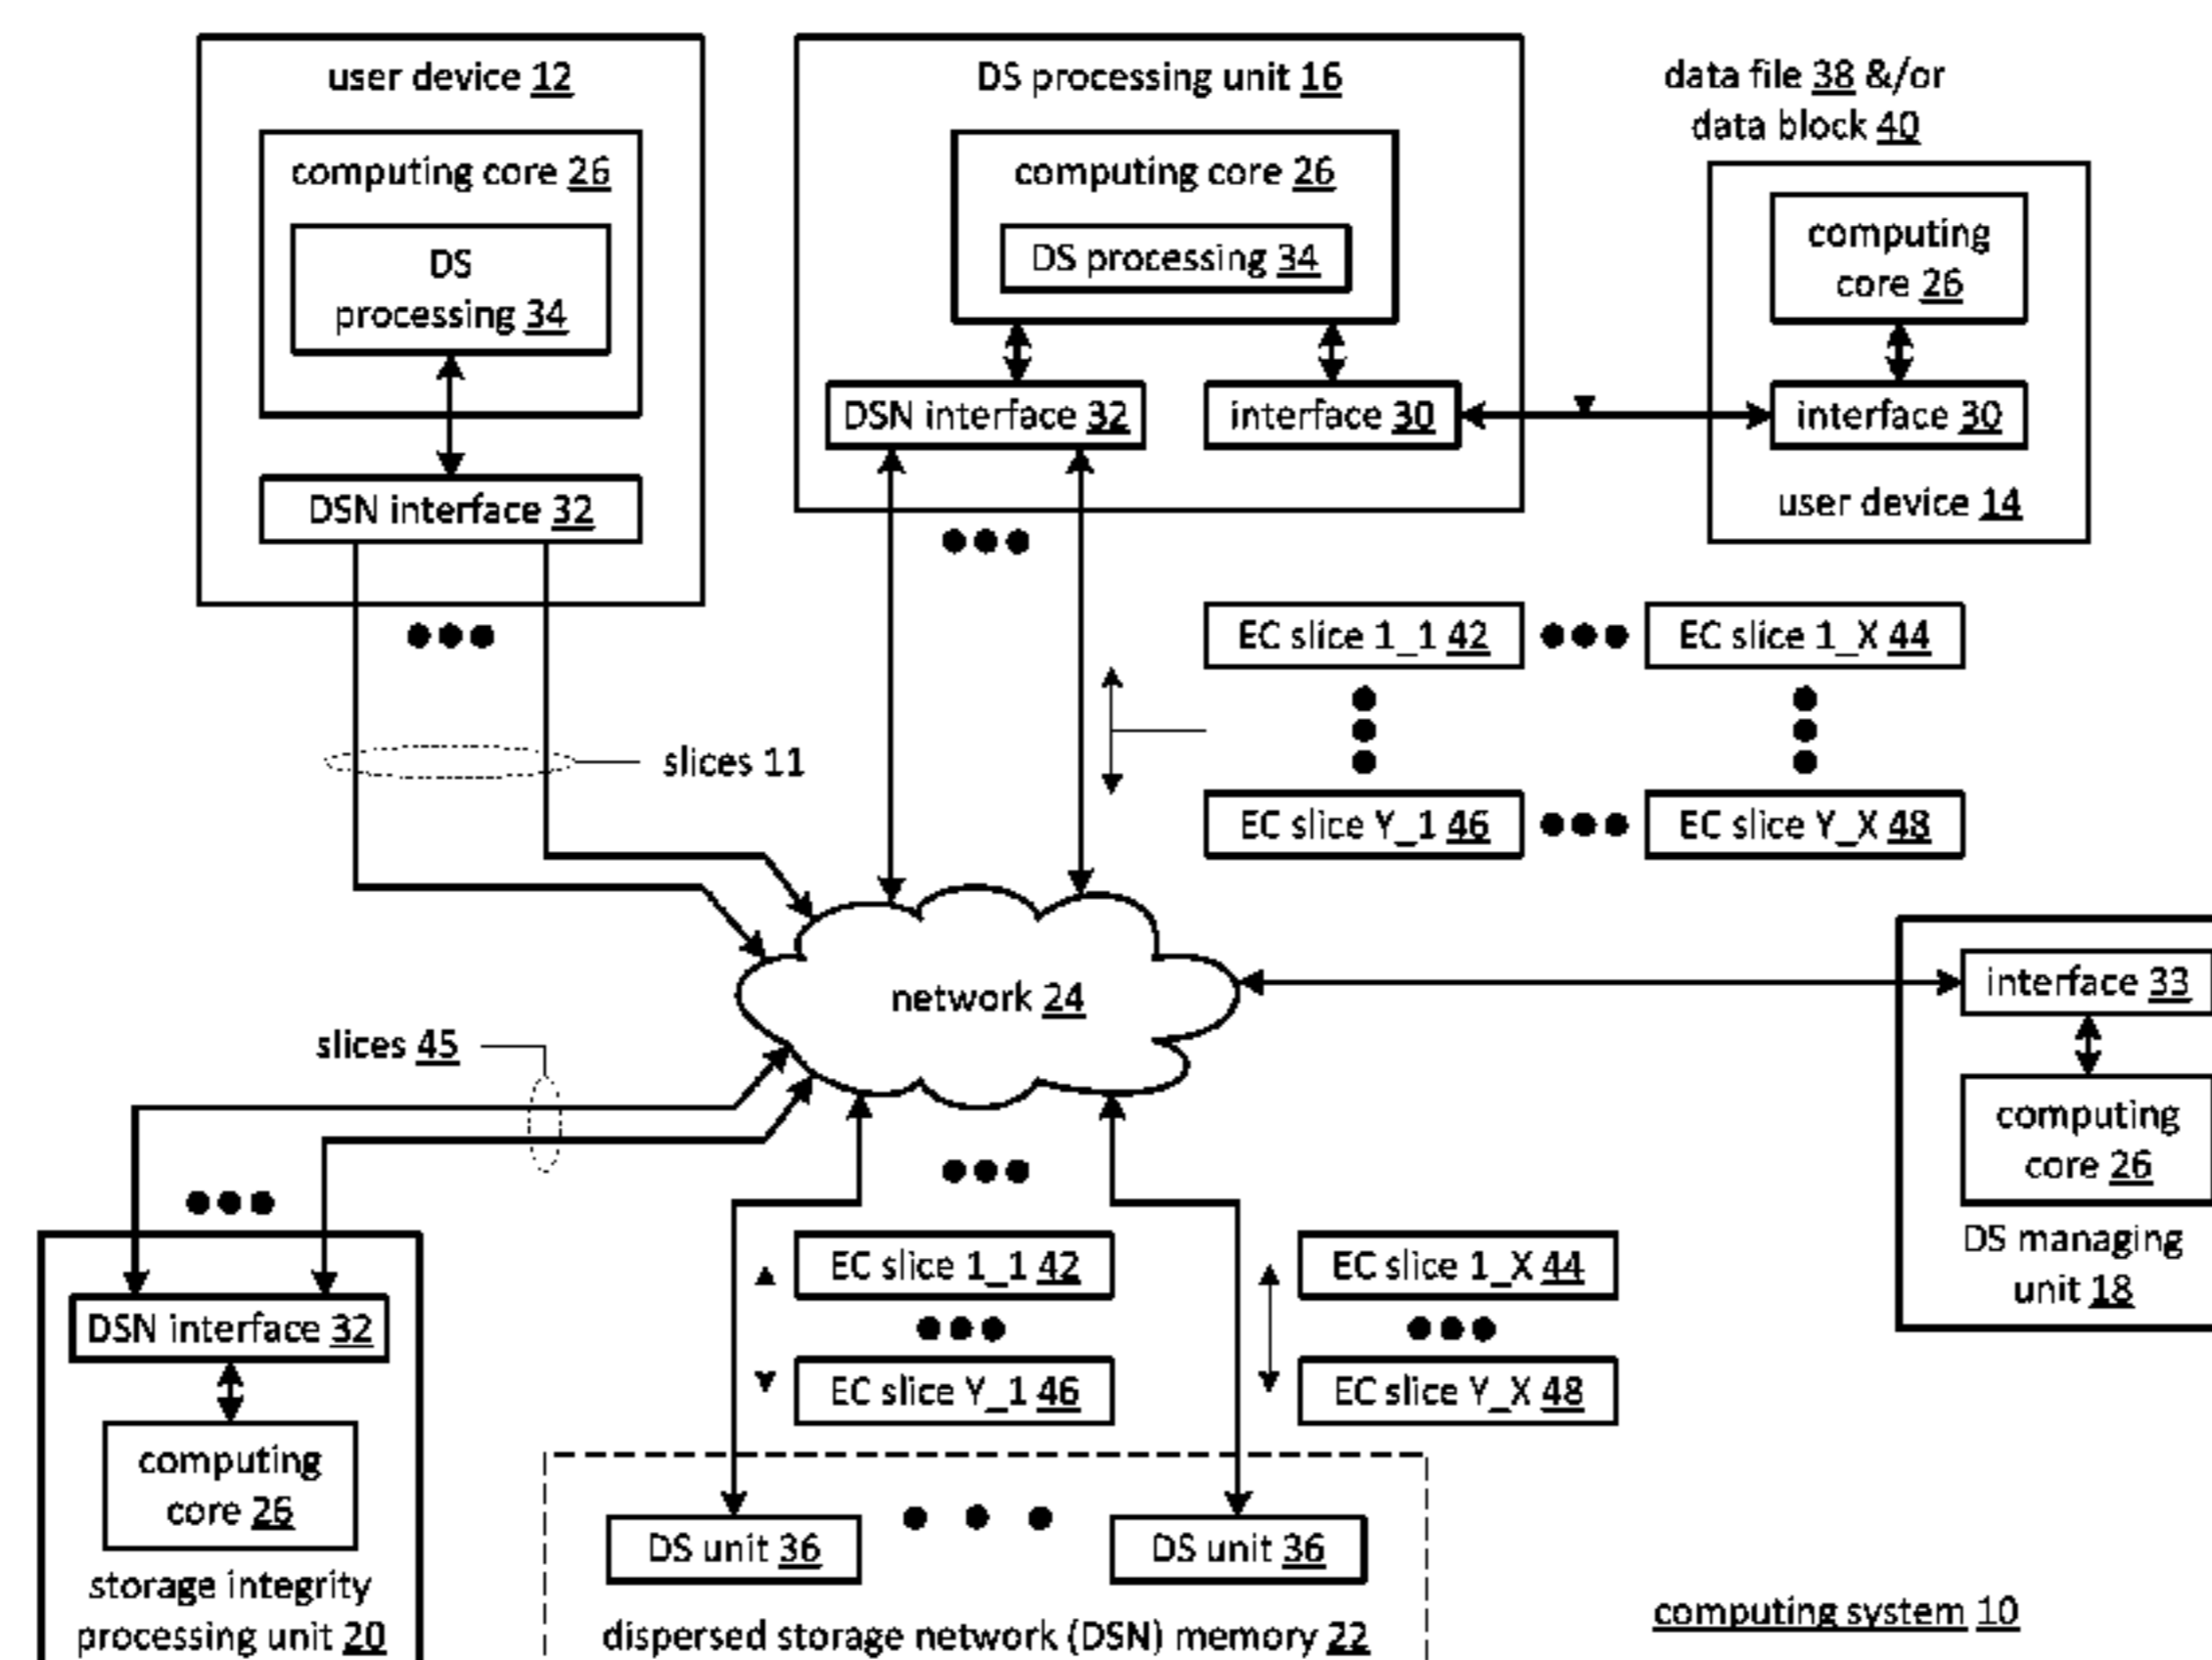 user device 12
computing core 26
DS
processing 34
DSN interface 32
DS processing unit 16
computing core 26
DS processing 34
DSN interface 32
interface 30
data file 38 &/or
data block 40
computing
core 26
interface 30
user device 14
slices 11
EC slice 1_1 42
EC slice 1_X 44
EC slice Y_1 46
EC slice Y_X 48
network 24
interface 33
computing
core 26
DS managing
unit 18
slices 45
DSN interface 32
computing
core 26
storage integrity
processing unit 20
EC slice 1_1 42
EC slice Y_1 46
EC slice 1_X 44
EC slice Y_X 48
DS unit 36
DS unit 36
dispersed storage network (DSN) memory 22
computing system 10